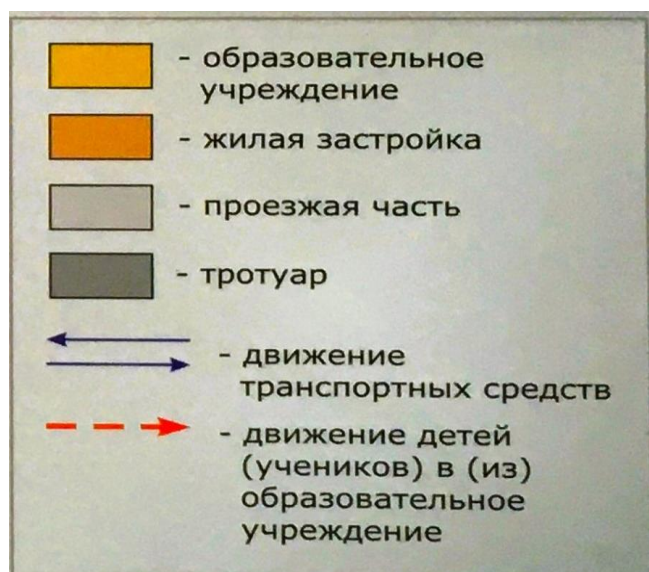 - образовательное
учреждение
- жилая застройка
- проезжая часть
- тротуар
- движение
транспортных средств
- движение детей
(учеников) в (из)
образовательное
учреждение